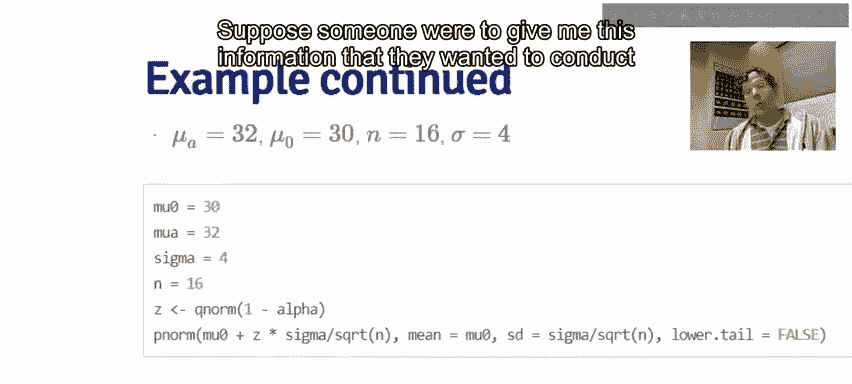 Suppose someone were to give me this
information that they wanted to conduct
Example continued
· μₐ = 32, μ₀ = 30, n = 16, σ = 4
mu0 = 30
mua = 32
sigma = 4
n = 16
z <- qnorm(1 - alpha)
pnorm(mu0 + z * sigma/sqrt(n), mean = mu0, sd = sigma/sqrt(n), lower.tail = FALSE)